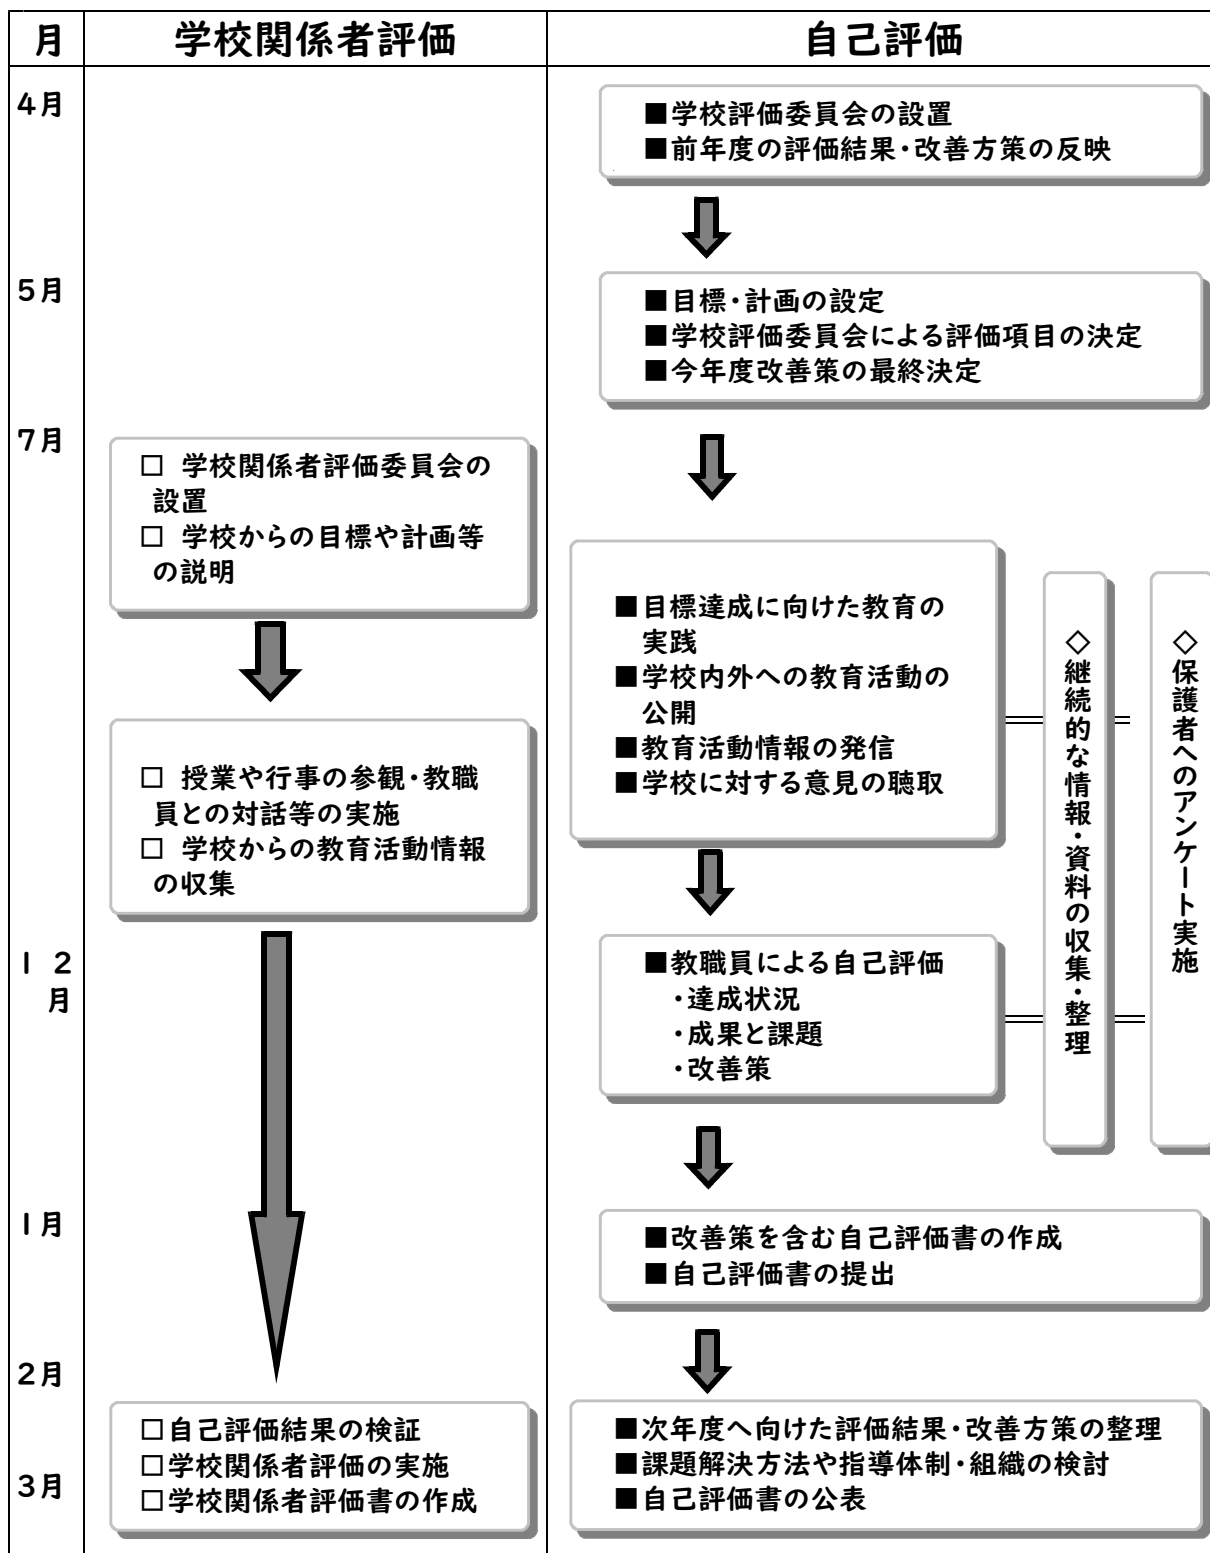 月 学校関係者評価 自己評価
4月
■学校評価委員会の設置
■前年度の評価結果・改善方策の反映
5月
■目標・計画の設定
■学校評価委員会による評価項目の決定
■今年度改善策の最終決定
7月
□ 学校関係者評価委員会の
設置
□ 学校からの目標や計画等
の説明
■目標達成に向けた教育の
実践
■学校内外への教育活動の
公開
■教育活動情報の発信
■学校に対する意見の聴取
◇継続的な情報・資料の収集・整理
◇保護者へのアンケート実施
□ 授業や行事の参観・教職
員との対話等の実施
□ 学校からの教育活動情報
の収集
12
月
■教職員による自己評価
・達成状況
・成果と課題
・改善策
1月
■改善策を含む自己評価書の作成
■自己評価書の提出
2月
□自己評価結果の検証
□学校関係者評価の実施
□学校関係者評価書の作成
3月
■次年度へ向けた評価結果・改善方策の整理
■課題解決方法や指導体制・組織の検討
■自己評価書の公表